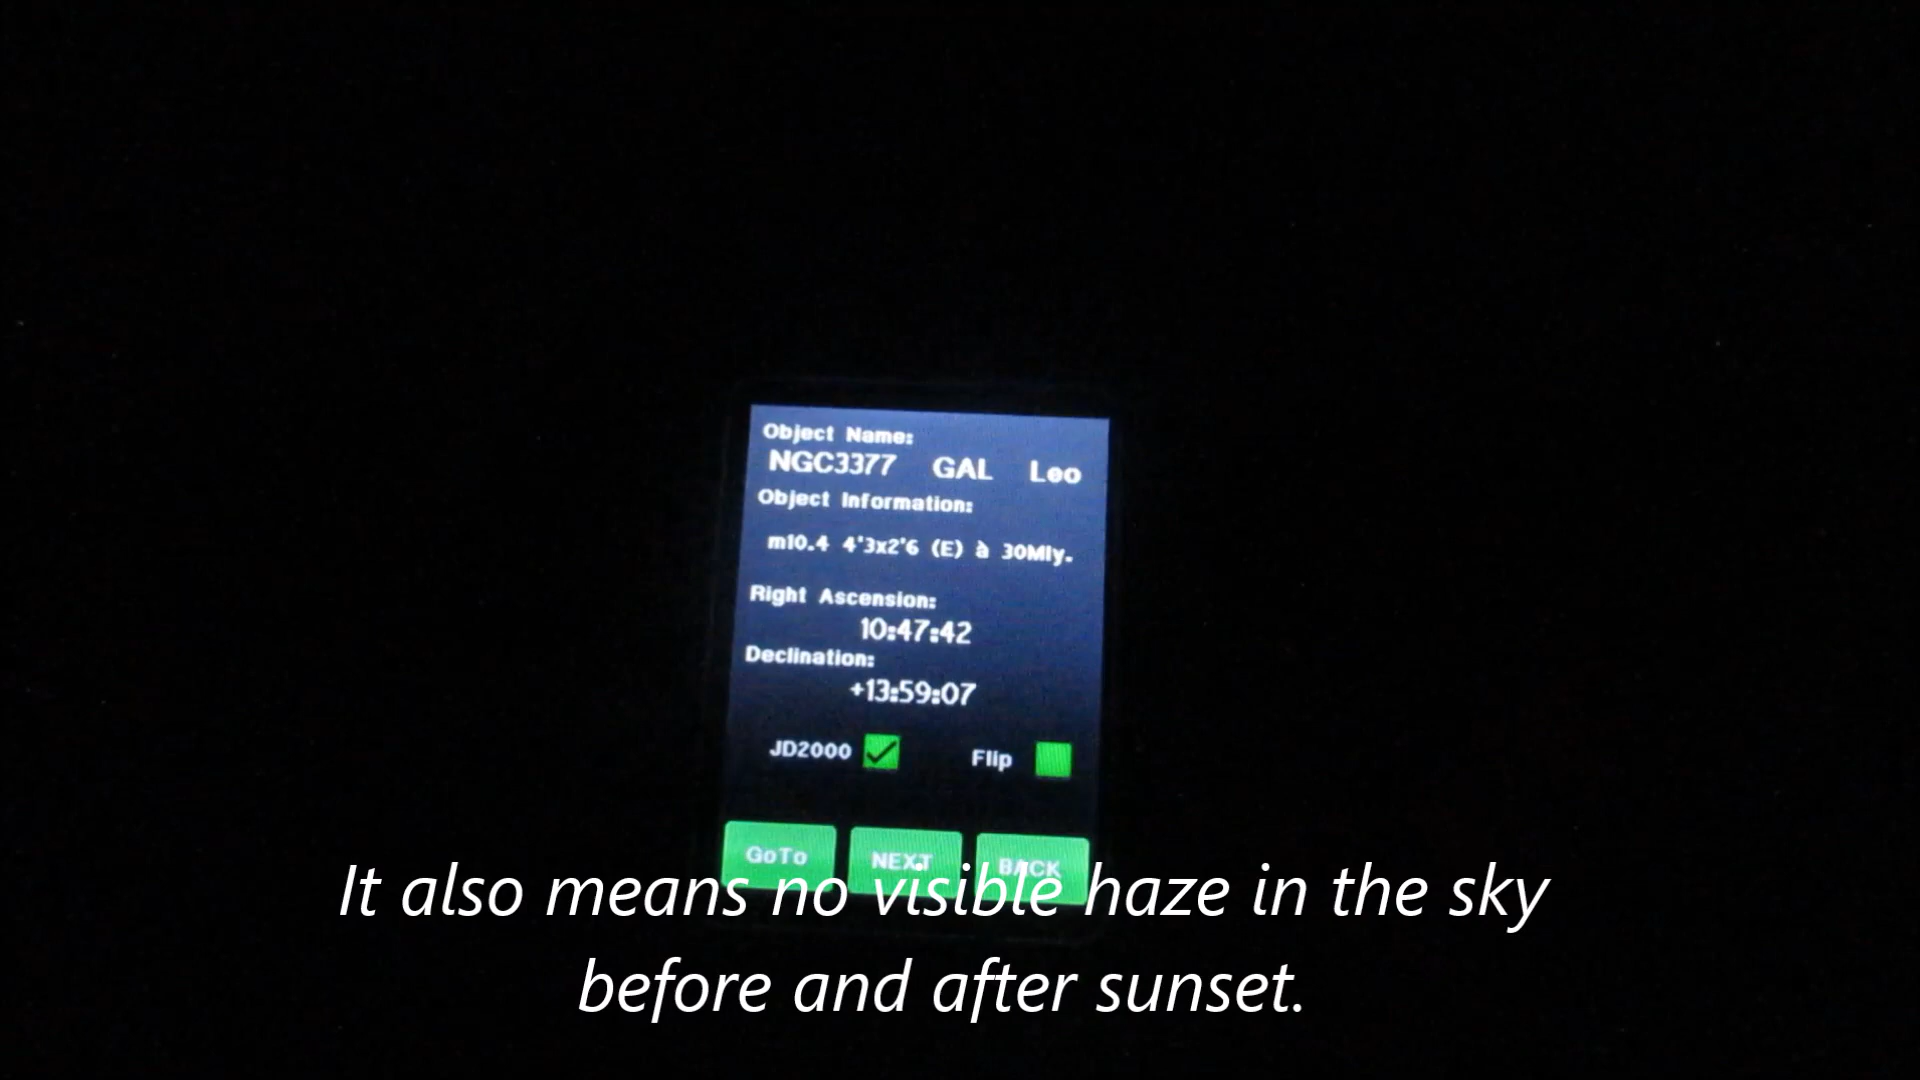 Object Name:
NGC3377 GAL Leo
Object Information:
m10.4 4'3x2'6 (E) à 30Mly.
Right Ascension:
10:47:42
Declination:
+13:59:07
JD2000 Flip
GoTo NEXT BACK
It also means no visible haze in the sky
before and after sunset.